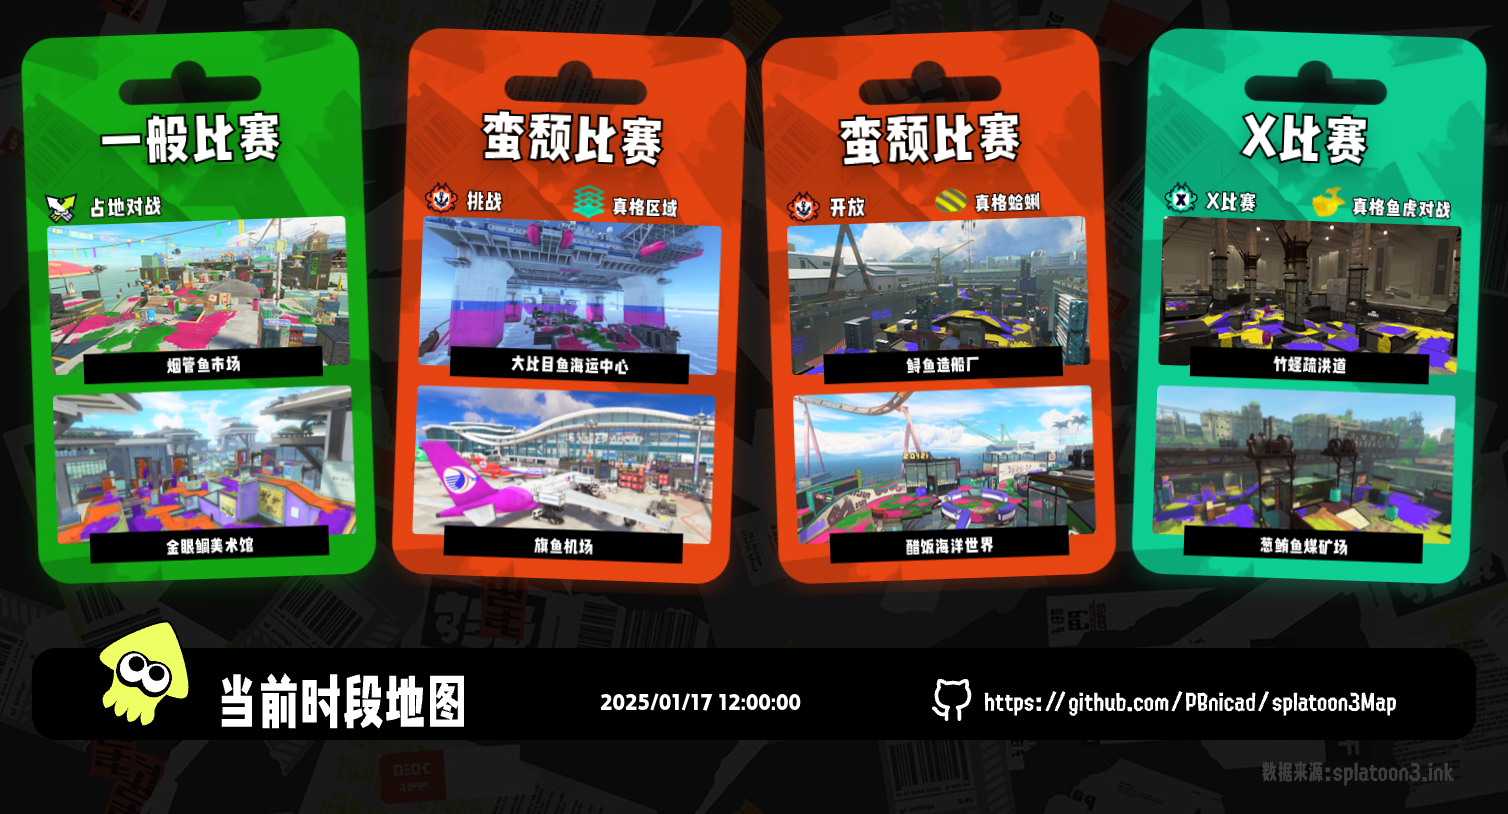 一般比赛
占地对战
烟管鱼市场
金眼鲷美术馆
蛮颓比赛
挑战
真格区域
大比目鱼海运中心
旗鱼机场
蛮颓比赛
开放
真格蛤蜊
鲟鱼造船厂
醋饭海洋世界
X比赛
X比赛
真格鱼虎对战
竹蛏疏洪道
葱鲔鱼煤矿场
当前时段地图
2025/01/17 12:00:00
https://github.com/PBnicad/splatoon3Map
数据来源:splatoon3.ink